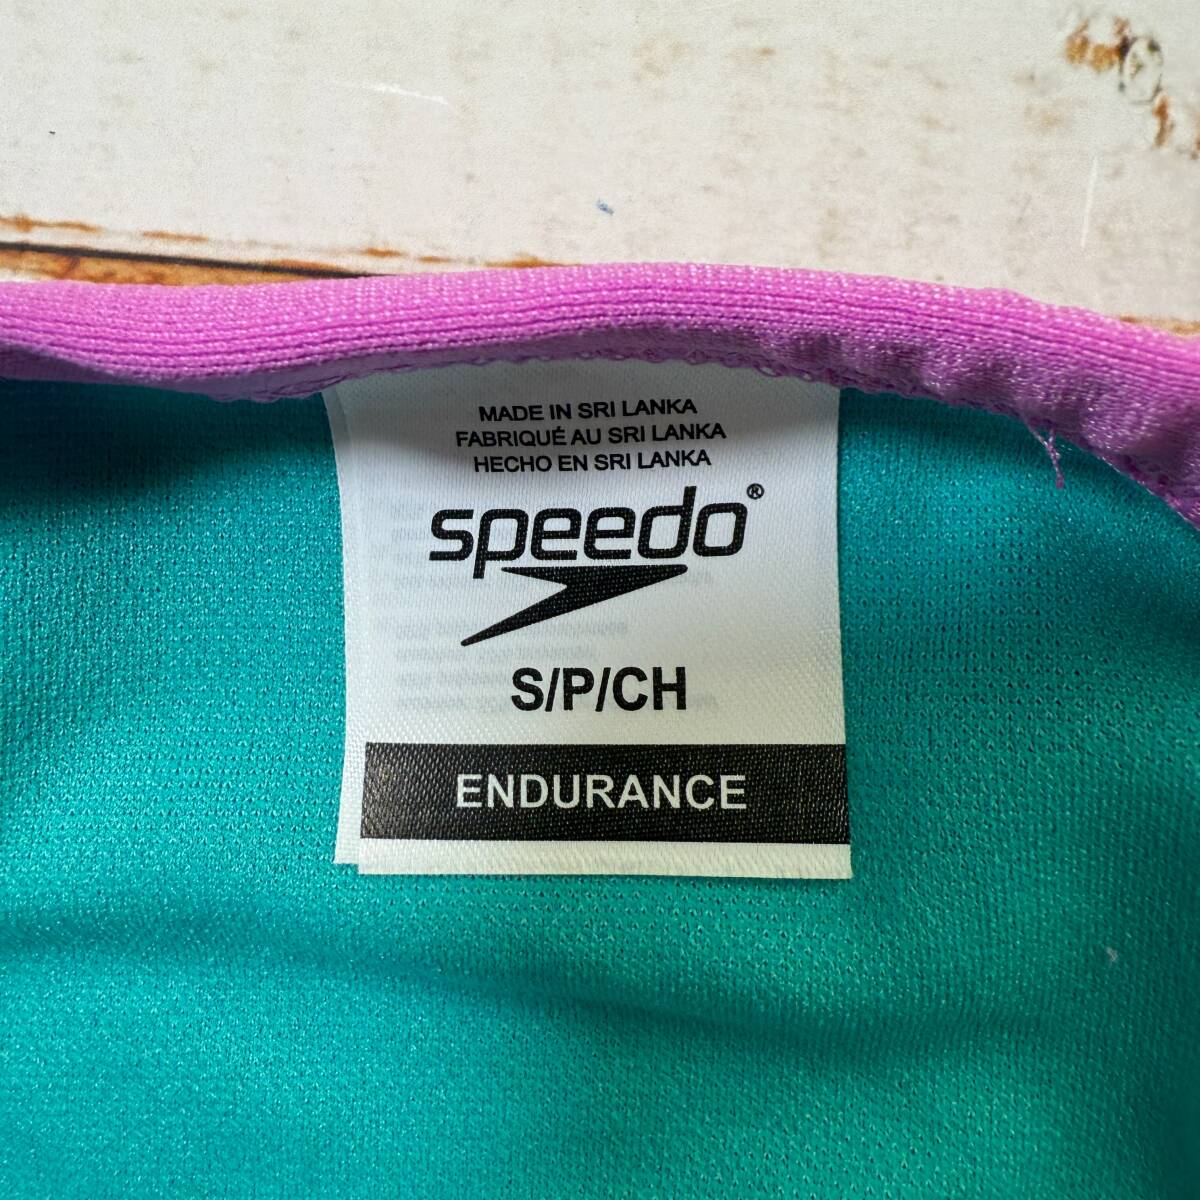 MADE IN SRI LANKA
FABRIQUÉ AU SRI LANKA
HECHO EN SRI LANKA
speedo®
S/P/CH
ENDURANCE